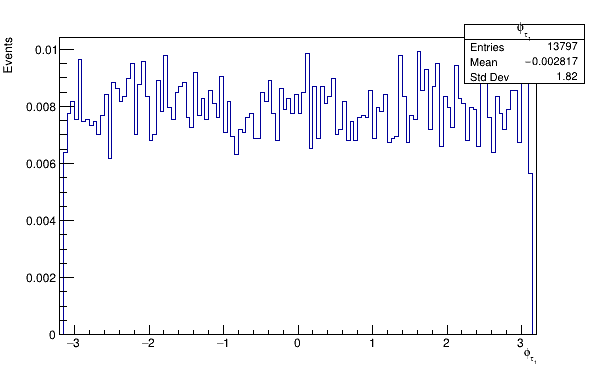 ϕτ₁
Entries 13797
Mean −0.002817
Std Dev 1.82
Events
0.01
0.008
0.006
0.004
0.002
0
−3 −2 −1 0 1 2 3
ϕτ₁